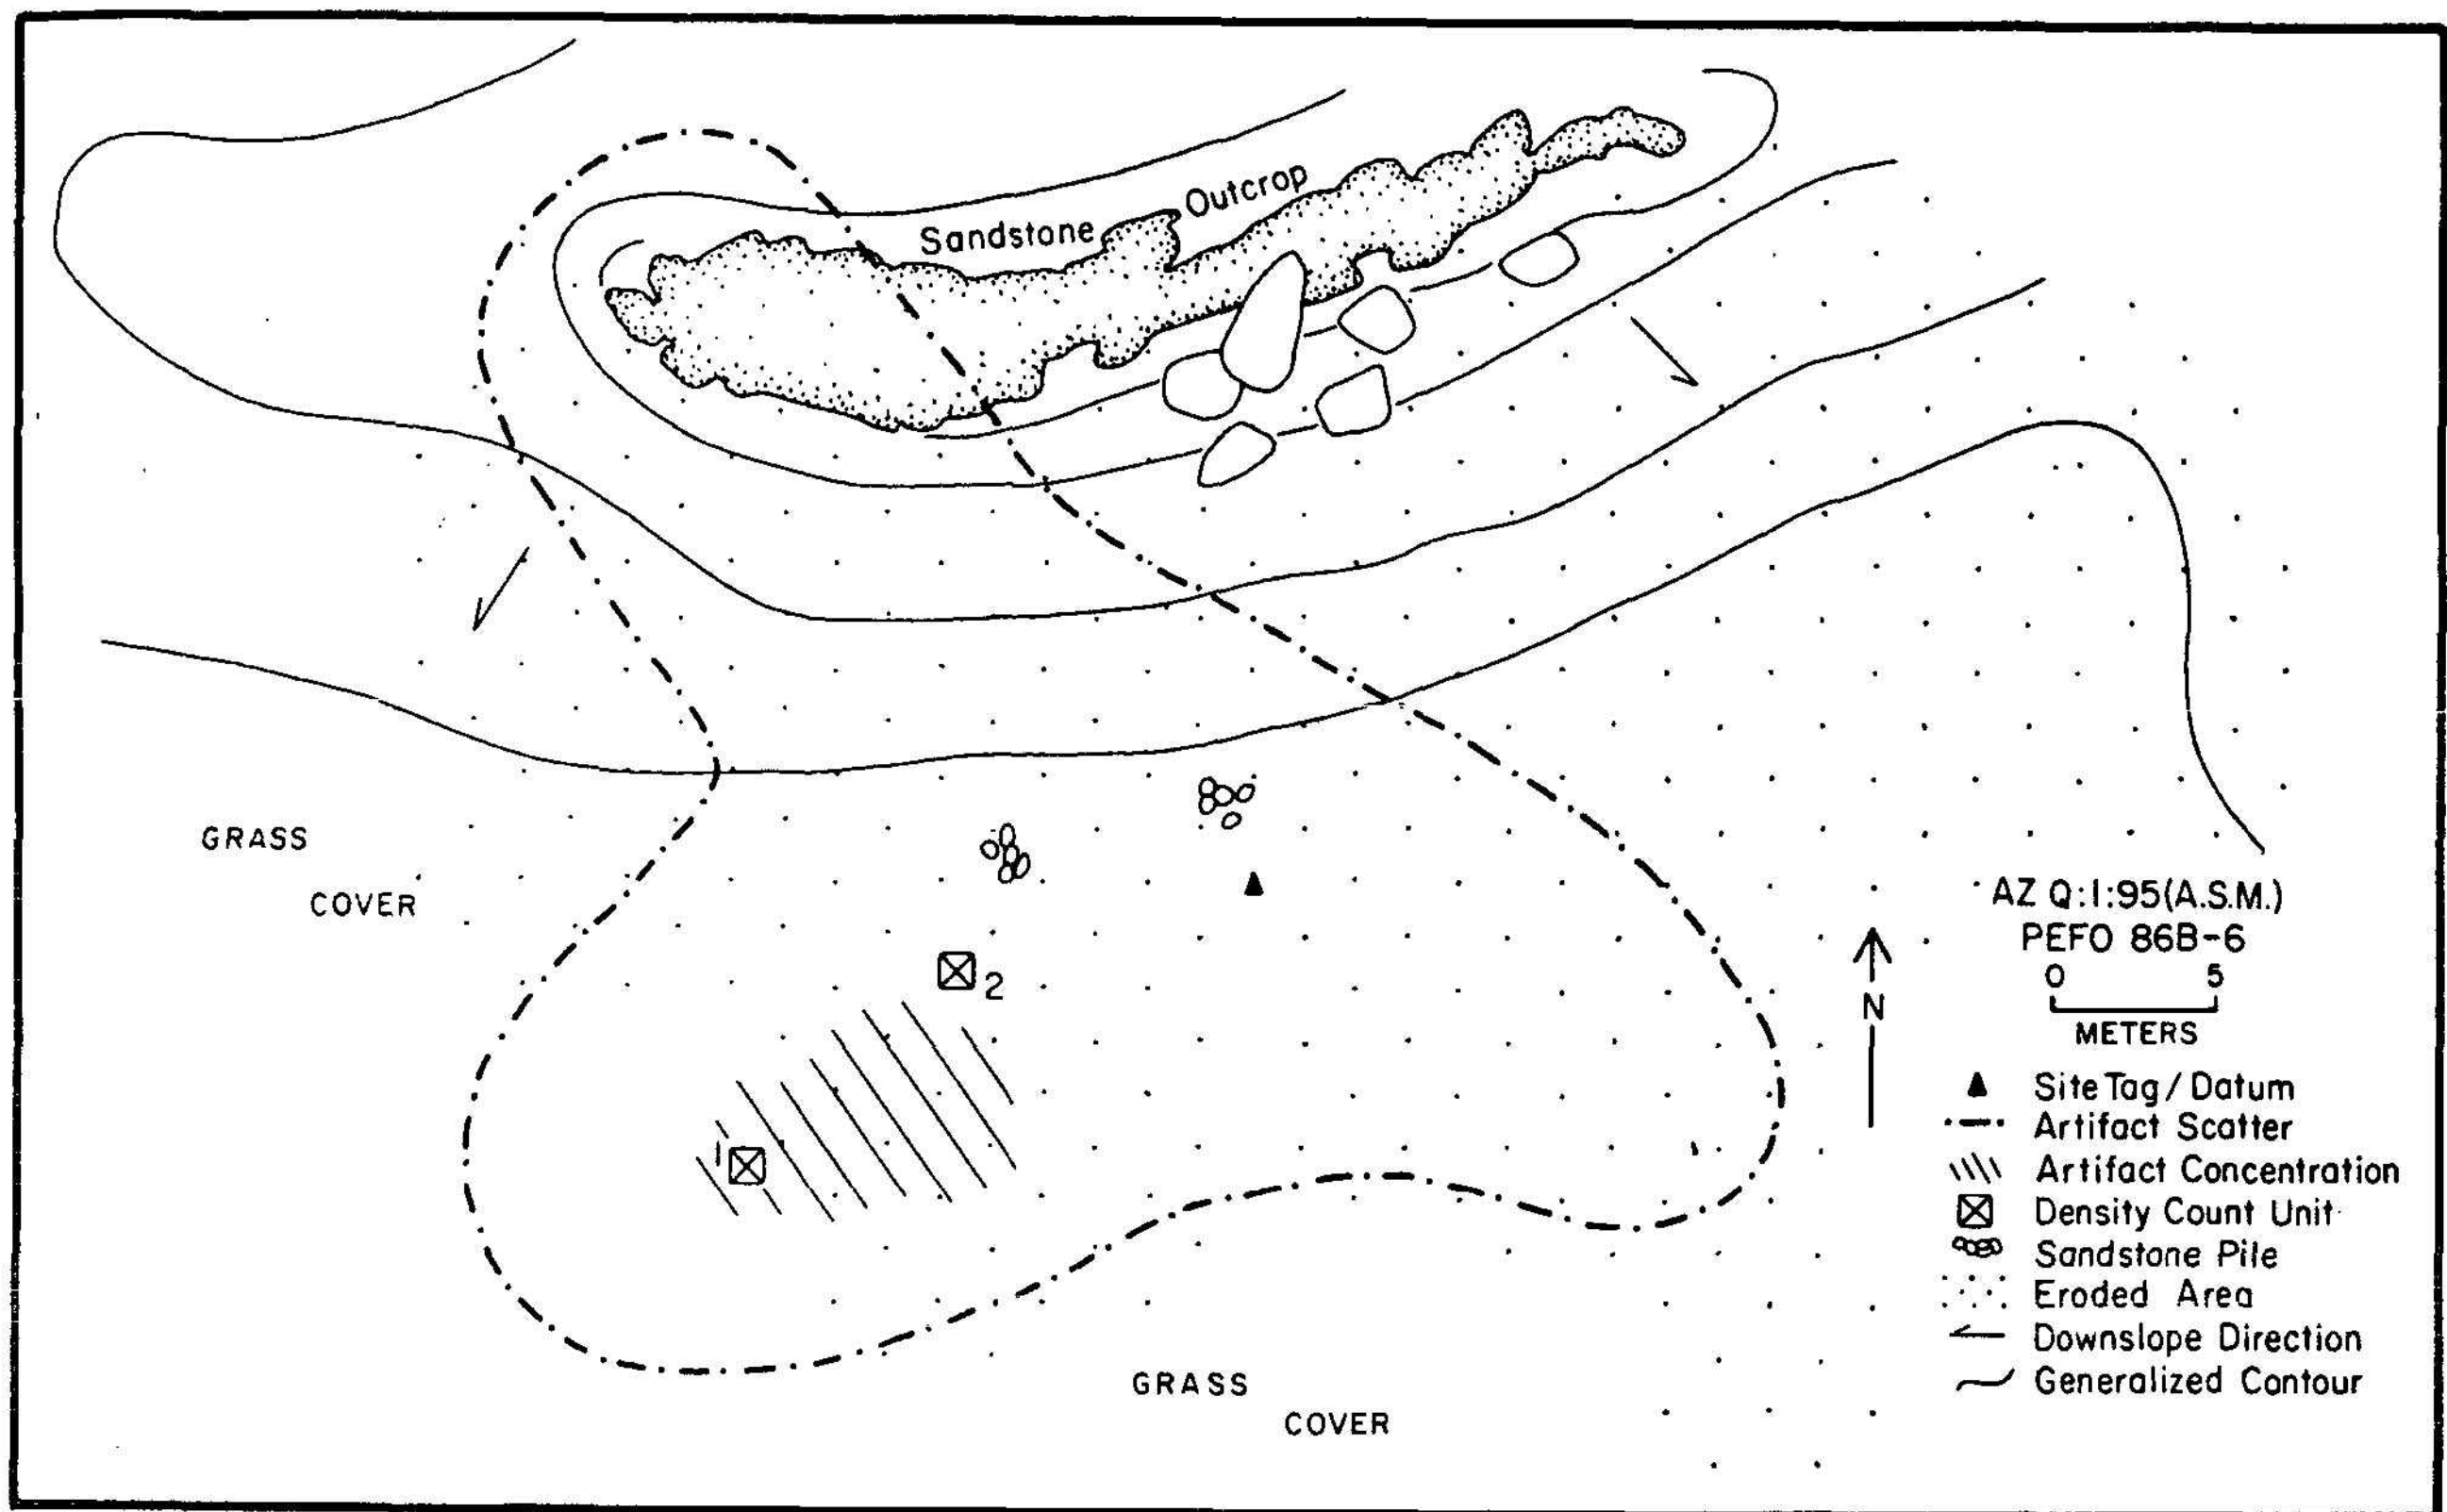 Sandstone Outcrop
GRASS
COVER
2
1
GRASS
COVER
N
AZ Q:1:95(A.S.M.)
PEFO 86B-6
0 5
METERS
Site Tag / Datum
Artifact Scatter
Artifact Concentration
Density Count Unit
Sandstone Pile
Eroded Area
Downslope Direction
Generalized Contour